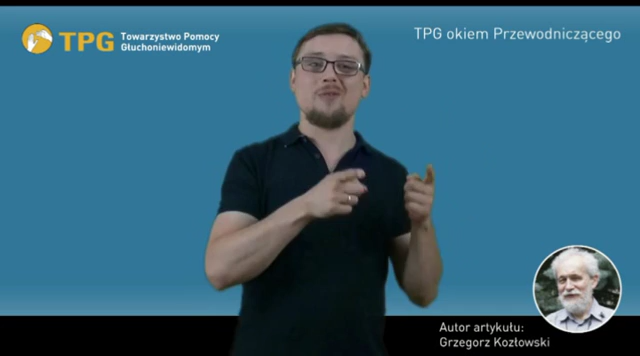 TPG
Towarzystwo Pomocy
Głuchoniewidomym
TPG okiem Przewodniczącego
Autor artykułu:
Grzegorz Kozłowski